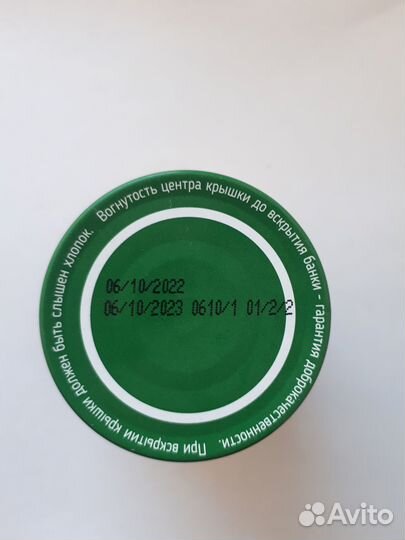 Вогнутость центра крышки до вскрытия банки - гарантия доброкачественности. При вскрытии крышки должен быть слышен хлопок.
06/10/2022
06/10/2023 0610/1 01/2/2
Avito